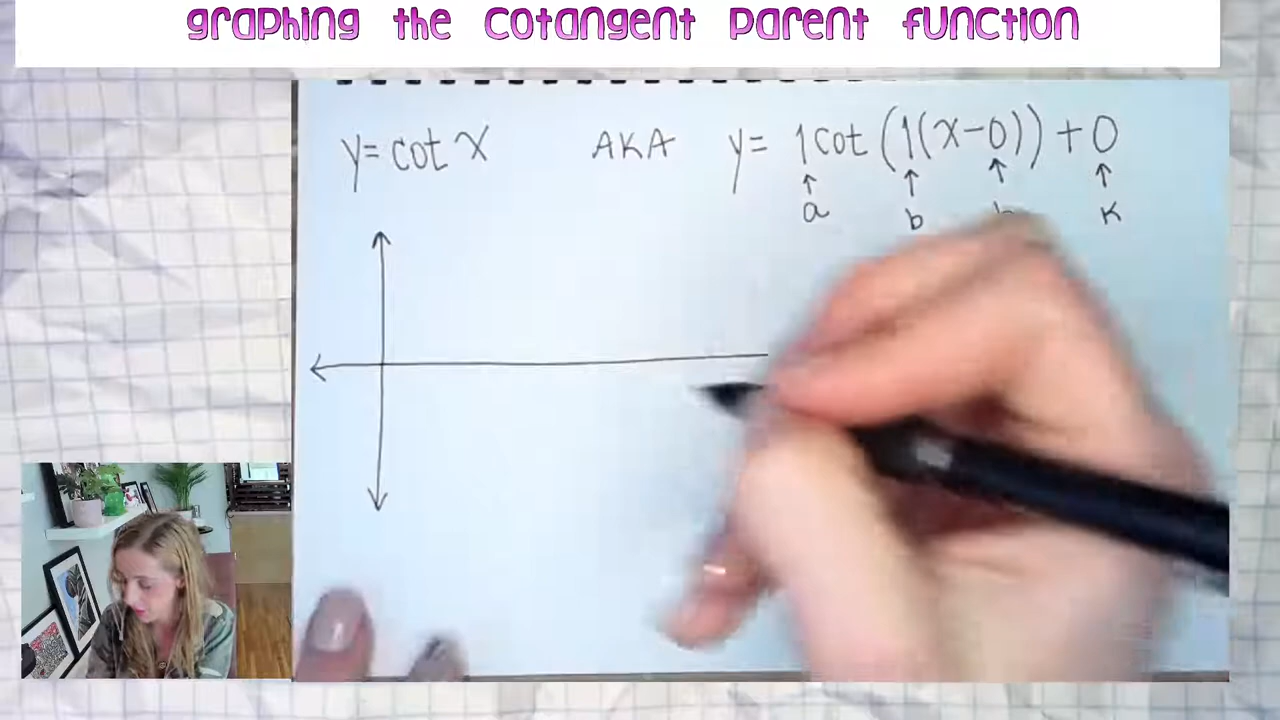 graphing the cotangent parent function
y = cot x AKA y = 1 cot (1(x-0)) + 0
↑ ↑ ↑ ↑
a b k